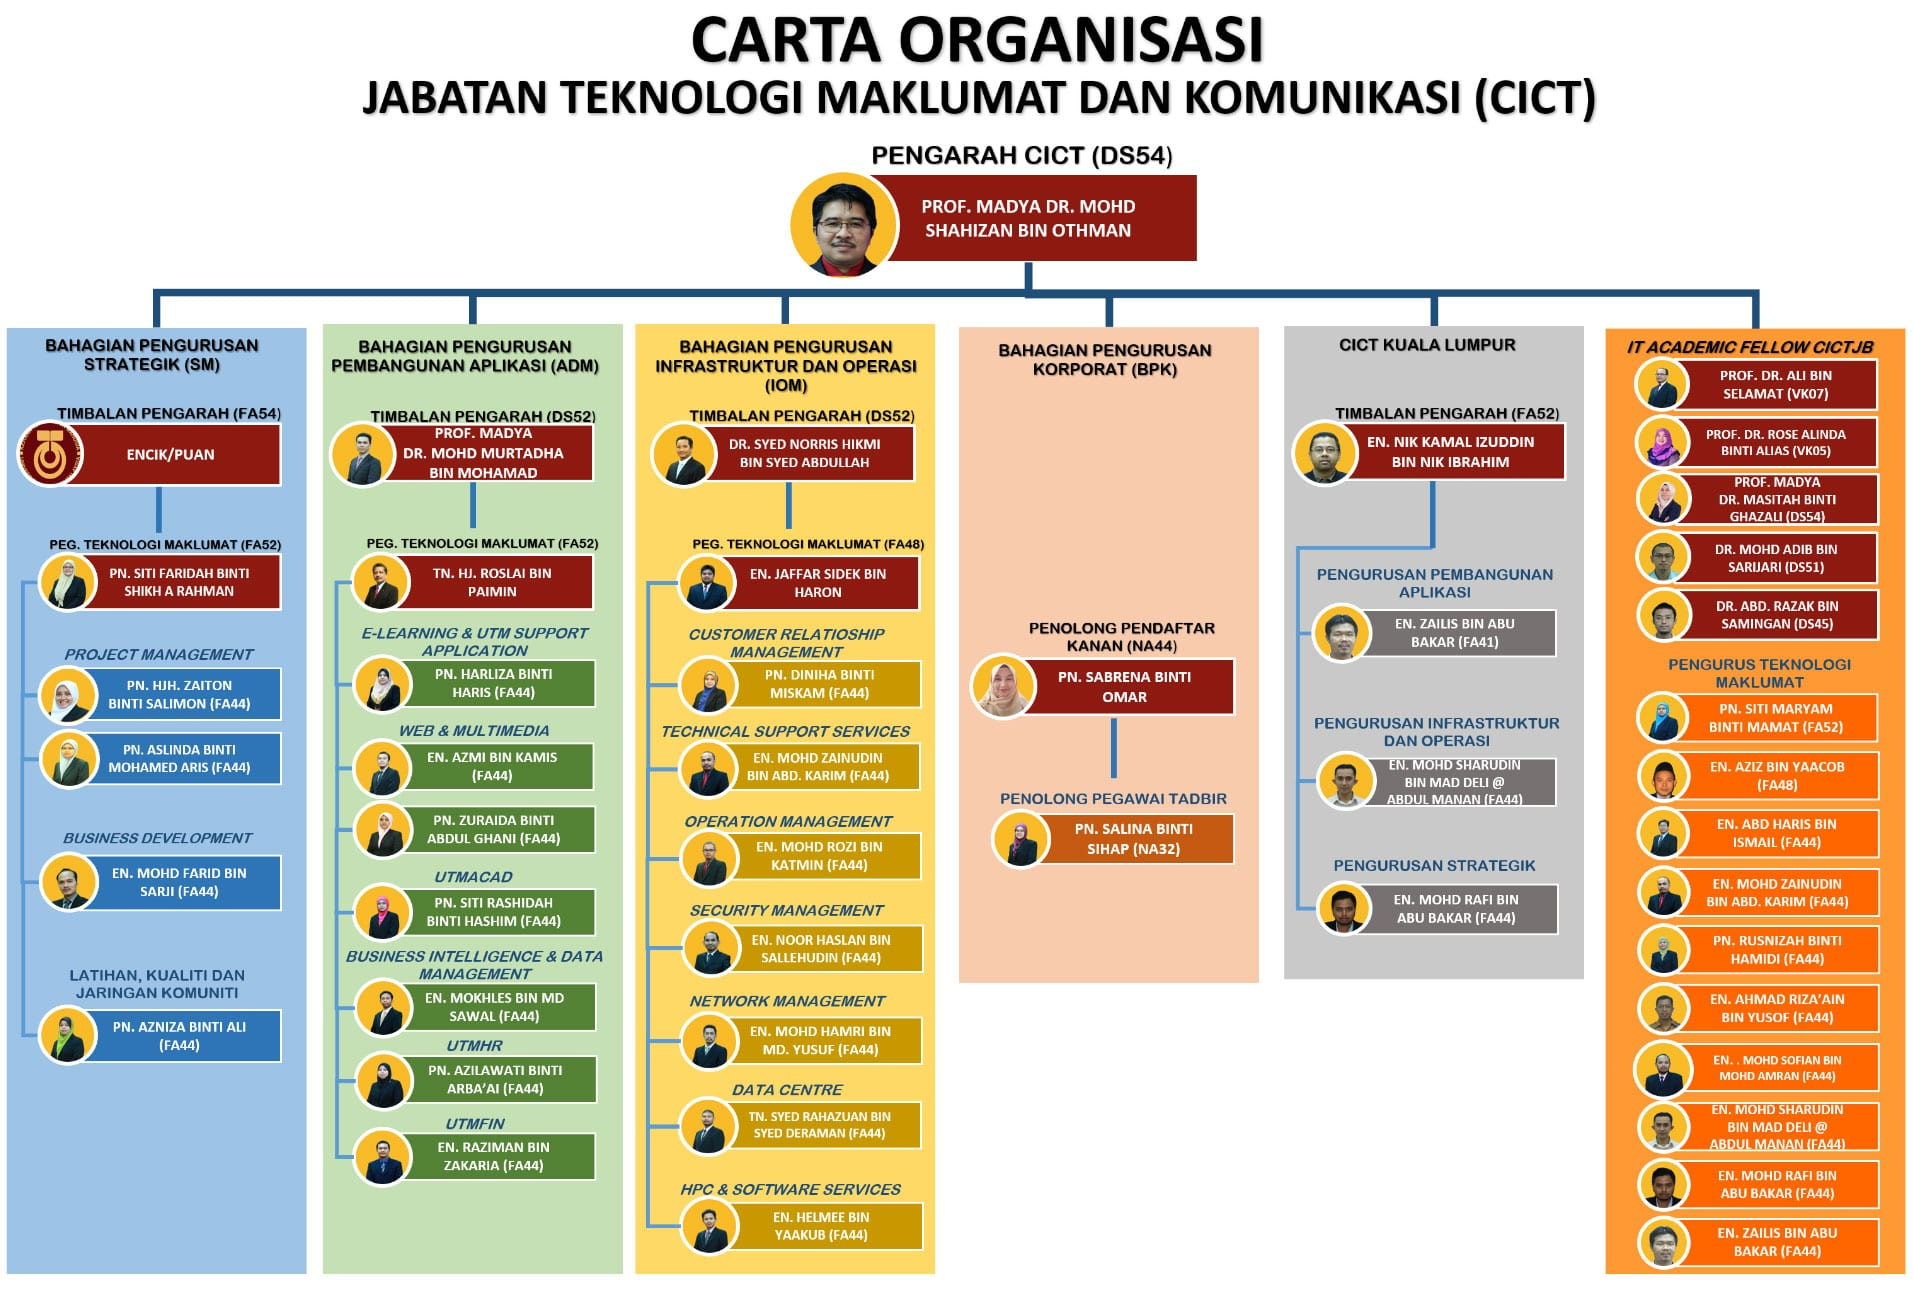 CARTA ORGANISASI
JABATAN TEKNOLOGI MAKLUMAT DAN KOMUNIKASI (CICT)
PENGARAH CICT (DS54)
PROF. MADYA DR. MOHD
SHAHIZAN BIN OTHMAN
BAHAGIAN PENGURUSAN
STRATEGIK (SM)
TIMBALAN PENGARAH (FA54)
ENCIK/PUAN
PEG. TEKNOLOGI MAKLUMAT (FA52)
PN. SITI FARIDAH BINTI
SHIKH A RAHMAN
PROJECT MANAGEMENT
PN. HJH. ZAITON
BINTI SALIMON (FA44)
PN. ASLINDA BINTI
MOHAMED ARIS (FA44)
BUSINESS DEVELOPMENT
EN. MOHD FARID BIN
SARJI (FA44)
LATIHAN, KUALITI DAN
JARINGAN KOMUNITI
PN. AZNIZA BINTI ALI
(FA44)
BAHAGIAN PENGURUSAN
PEMBANGUNAN APLIKASI (ADM)
TIMBALAN PENGARAH (DS52)
PROF. MADYA
DR. MOHD MURTADHA
BIN MOHAMAD
PEG. TEKNOLOGI MAKLUMAT (FA52)
TN. HJ. ROSLAI BIN
PAIMIN
E-LEARNING & UTM SUPPORT
APPLICATION
PN. HARLIZA BINTI
HARIS (FA44)
WEB & MULTIMEDIA
EN. AZMI BIN KAMIS
(FA44)
PN. ZURAIDA BINTI
ABDUL GHANI (FA44)
UTMACAD
PN. SITI RASHIDAH
BINTI HASHIM (FA44)
BUSINESS INTELLIGENCE & DATA
MANAGEMENT
EN. MOKHLES BIN MD
SAWAL (FA44)
UTMHR
PN. AZILAWATI BINTI
ARBA’AI (FA44)
UTMFIN
EN. RAZIMAN BIN
ZAKARIA (FA44)
BAHAGIAN PENGURUSAN
INFRASTRUKTUR DAN OPERASI
(IOM)
TIMBALAN PENGARAH (DS52)
DR. SYED NORRIS HIKMI
BIN SYED ABDULLAH
PEG. TEKNOLOGI MAKLUMAT (FA48)
EN. JAFFAR SIDEK BIN
HARON
CUSTOMER RELATIOSHIP
MANAGEMENT
PN. DINIHA BINTI
MISKAM (FA44)
TECHNICAL SUPPORT SERVICES
EN. MOHD ZAINUDIN
BIN ABD. KARIM (FA44)
OPERATION MANAGEMENT
EN. MOHD ROZI BIN
KATMIN (FA44)
SECURITY MANAGEMENT
EN. NOOR HASLAN BIN
SALLEHUDIN (FA44)
NETWORK MANAGEMENT
EN. MOHD HAMRI BIN
MD. YUSUF (FA44)
DATA CENTRE
TN. SYED RAHAZUAN BIN
SYED DERAMAN (FA44)
HPC & SOFTWARE SERVICES
EN. HELMEE BIN
YAAKUB (FA44)
BAHAGIAN PENGURUSAN
KORPORAT (BPK)
PENOLONG PENDAFTAR
KANAN (NA44)
PN. SABRENA BINTI
OMAR
PENOLONG PEGAWAI TADBIR
PN. SALINA BINTI
SIHAP (NA32)
CICT KUALA LUMPUR
TIMBALAN PENGARAH (FA52)
EN. NIK KAMAL IZUDDIN
BIN NIK IBRAHIM
PENGURUSAN PEMBANGUNAN
APLIKASI
EN. ZAILIS BIN ABU
BAKAR (FA41)
PENGURUSAN INFRASTRUKTUR
DAN OPERASI
EN. MOHD SHARUDIN
BIN MAD DELI @
ABDUL MANAN (FA44)
PENGURUSAN STRATEGIK
EN. MOHD RAFI BIN
ABU BAKAR (FA44)
IT ACADEMIC FELLOW CICTJB
PROF. DR. ALI BIN
SELAMAT (VK07)
PROF. DR. ROSE ALINDA
BINTI ALIAS (VK05)
PROF. MADYA
DR. MASITAH BINTI
GHAZALI (DS54)
DR. MOHD ADIB BIN
SARIJARI (DS51)
DR. ABD. RAZAK BIN
SAMINGAN (DS45)
PENGURUS TEKNOLOGI
MAKLUMAT
PN. SITI MARYAM
BINTI MAMAT (FA52)
EN. AZIZ BIN YAACOB
(FA48)
EN. ABD HARIS BIN
ISMAIL (FA44)
EN. MOHD ZAINUDIN
BIN ABD. KARIM (FA44)
PN. RUSNIZAH BINTI
HAMIDI (FA44)
EN. AHMAD RIZA’AIN
BIN YUSOF (FA44)
EN. . MOHD SOFIAN BIN
MOHD AMRAN (FA44)
EN. MOHD SHARUDIN
BIN MAD DELI @
ABDUL MANAN (FA44)
EN. MOHD RAFI BIN
ABU BAKAR (FA44)
EN. ZAILIS BIN ABU
BAKAR (FA44)